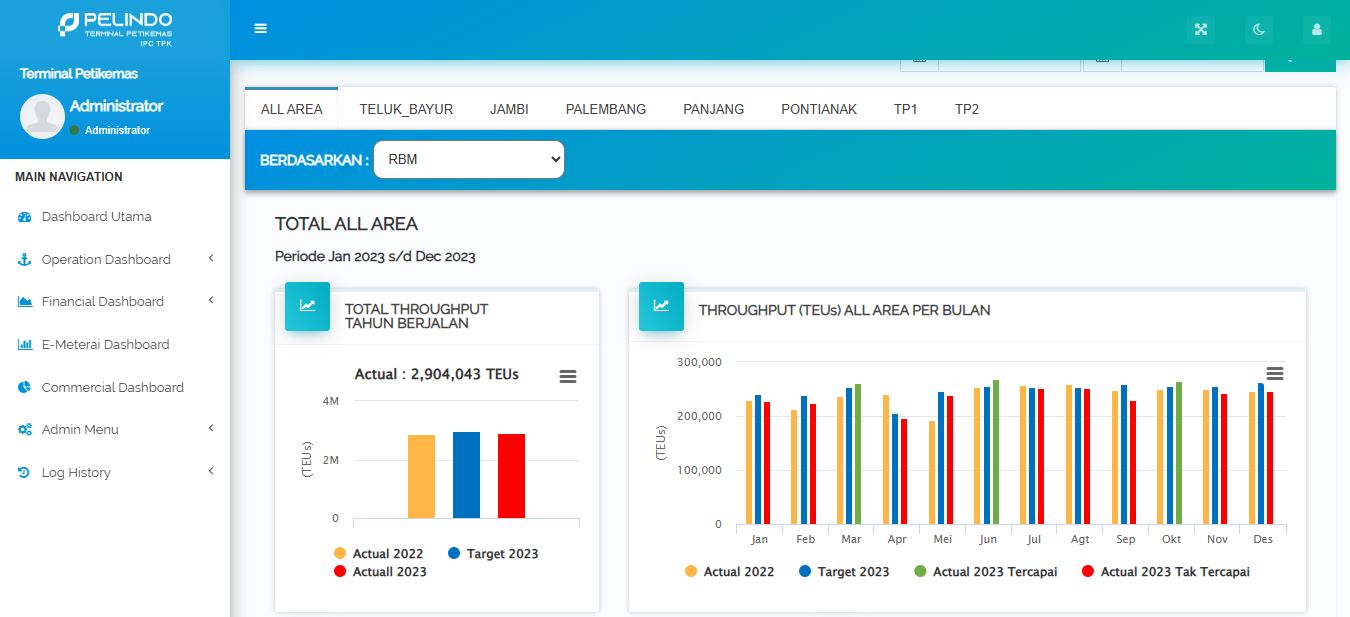 PELINDO
TERMINAL PETIKEMAS
IPC TPK
Terminal Petikemas
Administrator
Administrator
MAIN NAVIGATION
Dashboard Utama
Operation Dashboard
Financial Dashboard
E-Meterai Dashboard
Commercial Dashboard
Admin Menu
Log History
ALL AREA TELUK_BAYUR JAMBI PALEMBANG PANJANG PONTIANAK TP1 TP2
BERDASARKAN : RBM
TOTAL ALL AREA
Periode Jan 2023 s/d Dec 2023
TOTAL THROUGHPUT
TAHUN BERJALAN
Actual : 2,904,043 TEUs
4M
2M
0
(TEUs)
Actual 2022 Target 2023
Actuall 2023
THROUGHPUT (TEUs) ALL AREA PER BULAN
300,000
200,000
100,000
0
(TEUs)
Jan Feb Mar Apr Mei Jun Jul Agt Sep Okt Nov Des
Actual 2022 Target 2023 Actual 2023 Tercapai Actual 2023 Tak Tercapai